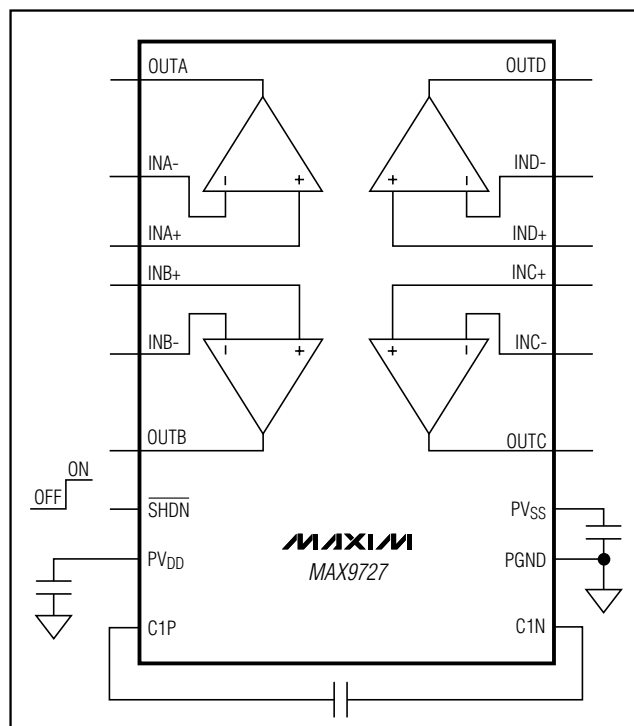 OUTA
OUTD
INA-
IND-
INA+
IND+
INB+
INC+
INB-
INC-
OUTB
OUTC
ON
OFF
SHDN
PVSS
MAXIM
MAX9727
PVDD
PGND
C1P
C1N